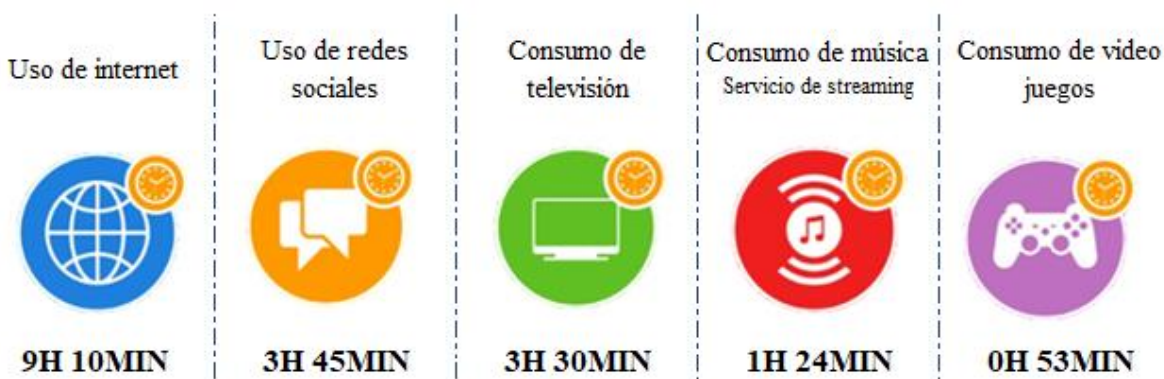 Uso de internet
Uso de redes
sociales
Consumo de
televisión
Consumo de música
Servicio de streaming
Consumo de video
juegos
9H 10MIN
3H 45MIN
3H 30MIN
1H 24MIN
0H 53MIN